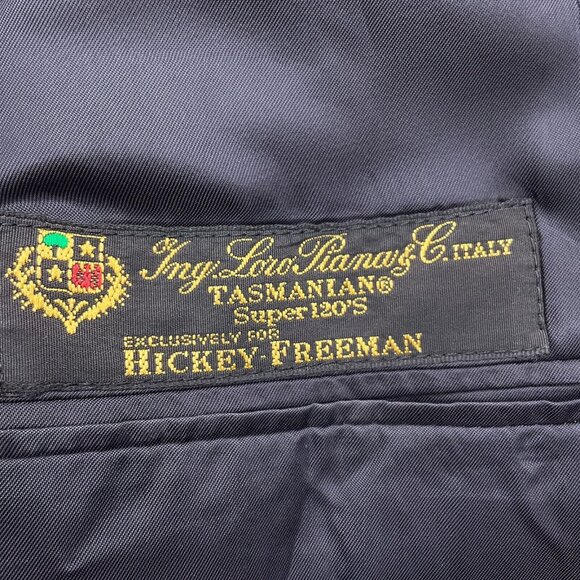 Ing. Loro Piana & C. ITALY
TASMANIAN®
Super 120'S
EXCLUSIVELY FOR
HICKEY-FREEMAN